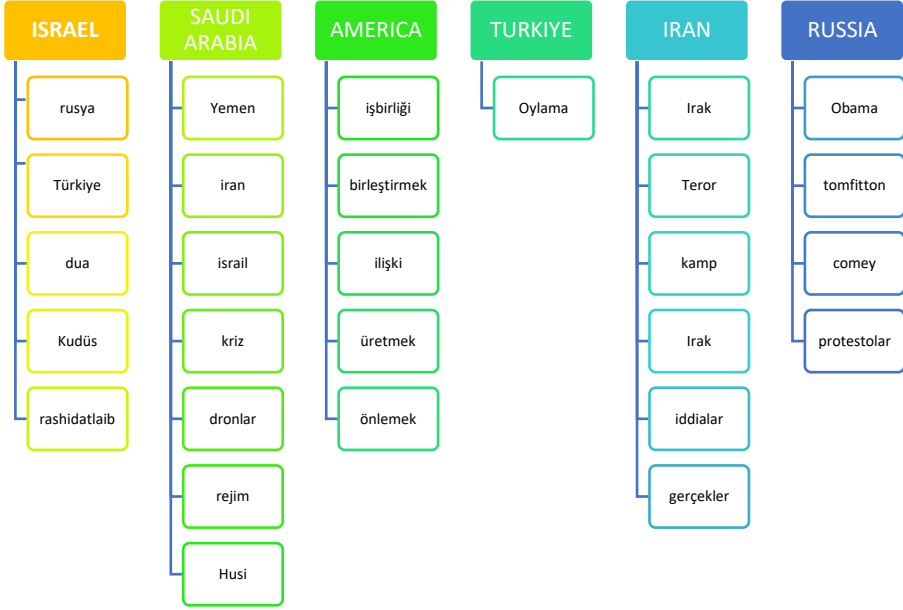 ISRAEL
rusya
Türkiye
dua
Kudüs
rashidatlaib
SAUDI
ARABIA
Yemen
iran
israil
kriz
dronlar
rejim
Husi
AMERICA
işbirliği
birleştirmek
ilişki
üretmek
önlemek
TURKIYE
Oylama
IRAN
Irak
Teror
kamp
Irak
iddialar
gerçekler
RUSSIA
Obama
tomfitton
comey
protestolar